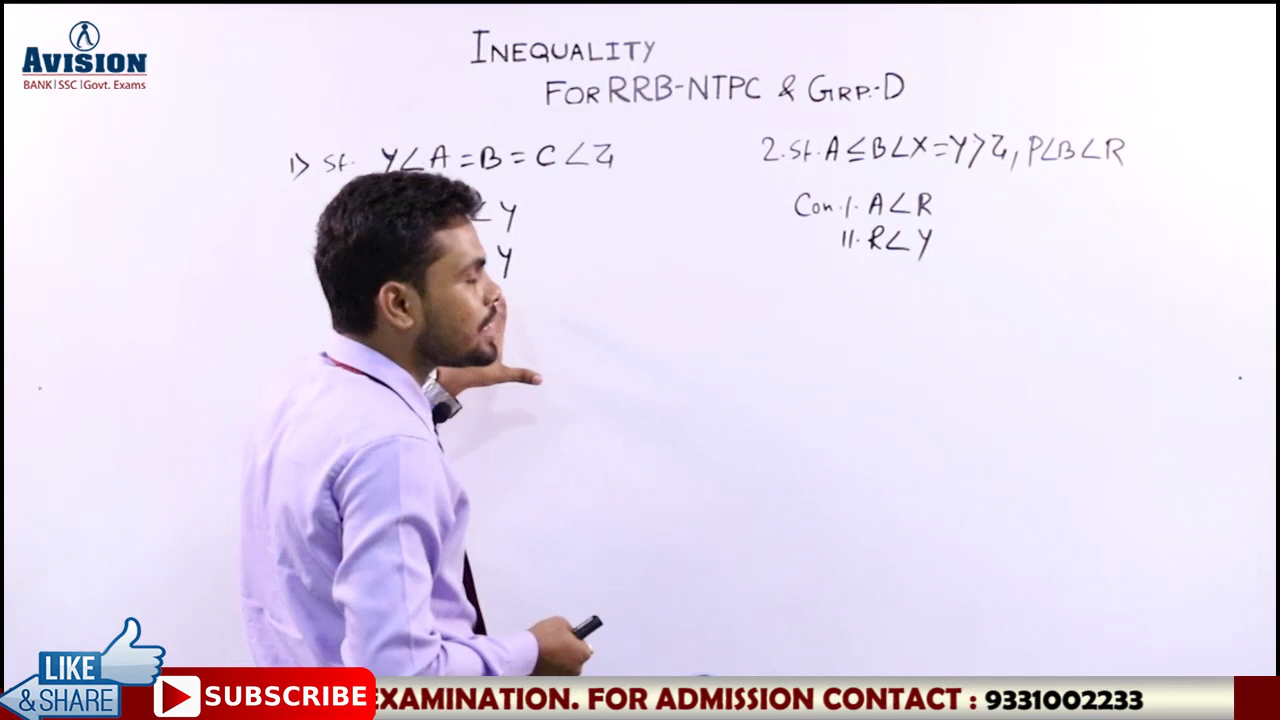 AVISION
BANK|SSC|Govt. Exams
INEQUALITY
FOR RRB-NTPC & GRP.-D
1> St. Y<A=B=C<Z
<Y
Y
2. St. A≤B<X=Y>Z, P<B<R
Con. I. A<R
II. R<Y
LIKE
& SHARE
SUBSCRIBE
EXAMINATION. FOR ADMISSION CONTACT : 9331002233